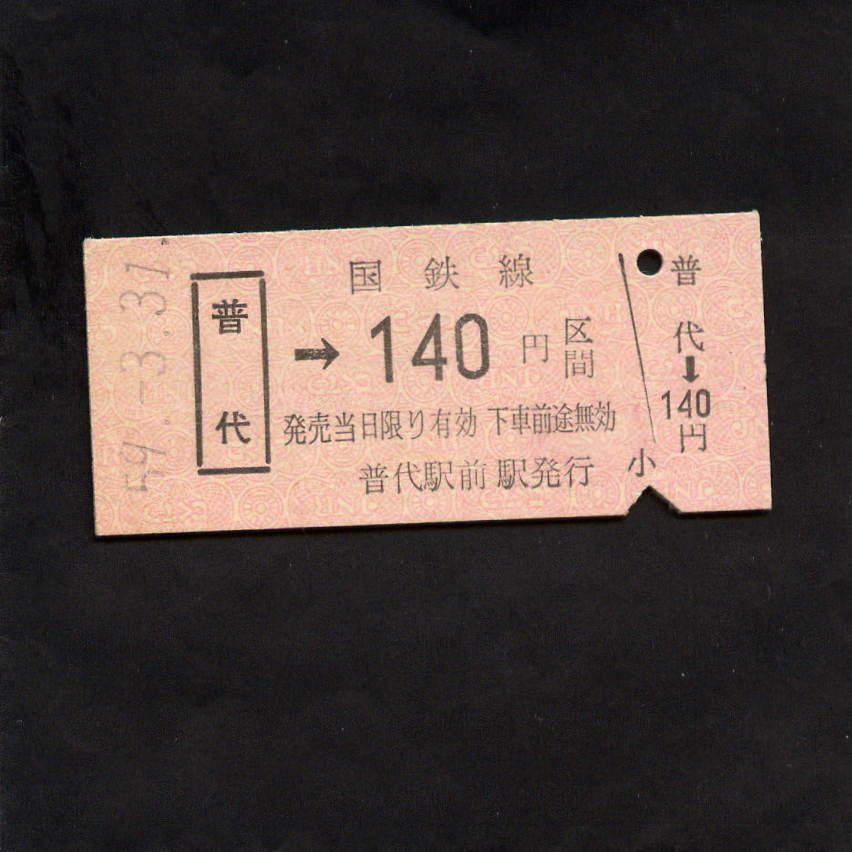 59.-3.31
普代
国鉄線
→140円区間
発売当日限り有効 下車前途無効
普代駅前駅発行
小
普代
↓
140
円